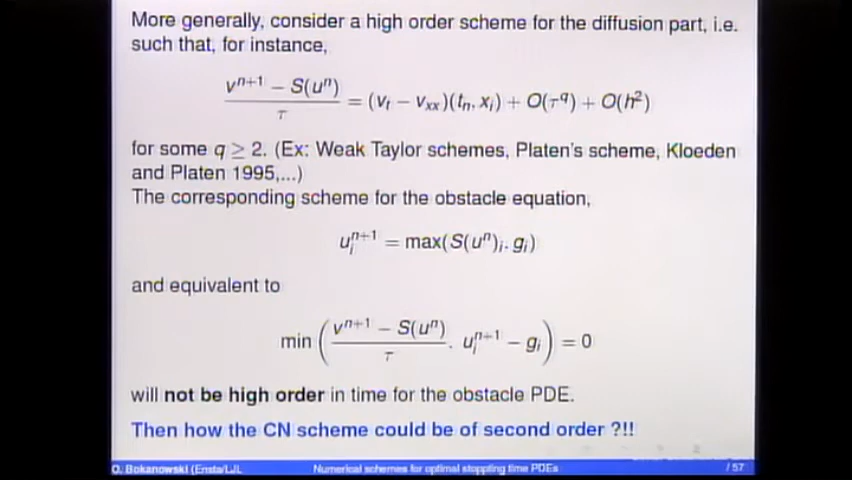 More generally, consider a high order scheme for the diffusion part, i.e.
such that, for instance,
(v^{n+1} − S(u^n)) / τ = (v_t − v_{xx})(t_n, x_i) + O(τ^q) + O(h^2)
for some q ≥ 2. (Ex: Weak Taylor schemes, Platen's scheme, Kloeden
and Platen 1995,...)
The corresponding scheme for the obstacle equation,
u_i^{n+1} = max(S(u^n)_i, g_i)
and equivalent to
min ( (v^{n+1} − S(u^n)) / τ , u_i^{n+1} − g_i ) = 0
will not be high order in time for the obstacle PDE.
Then how the CN scheme could be of second order ?!!
O. Bokanowski (Ensta/LJL Numerical schemes for optimal stoppting time PDEs / 57